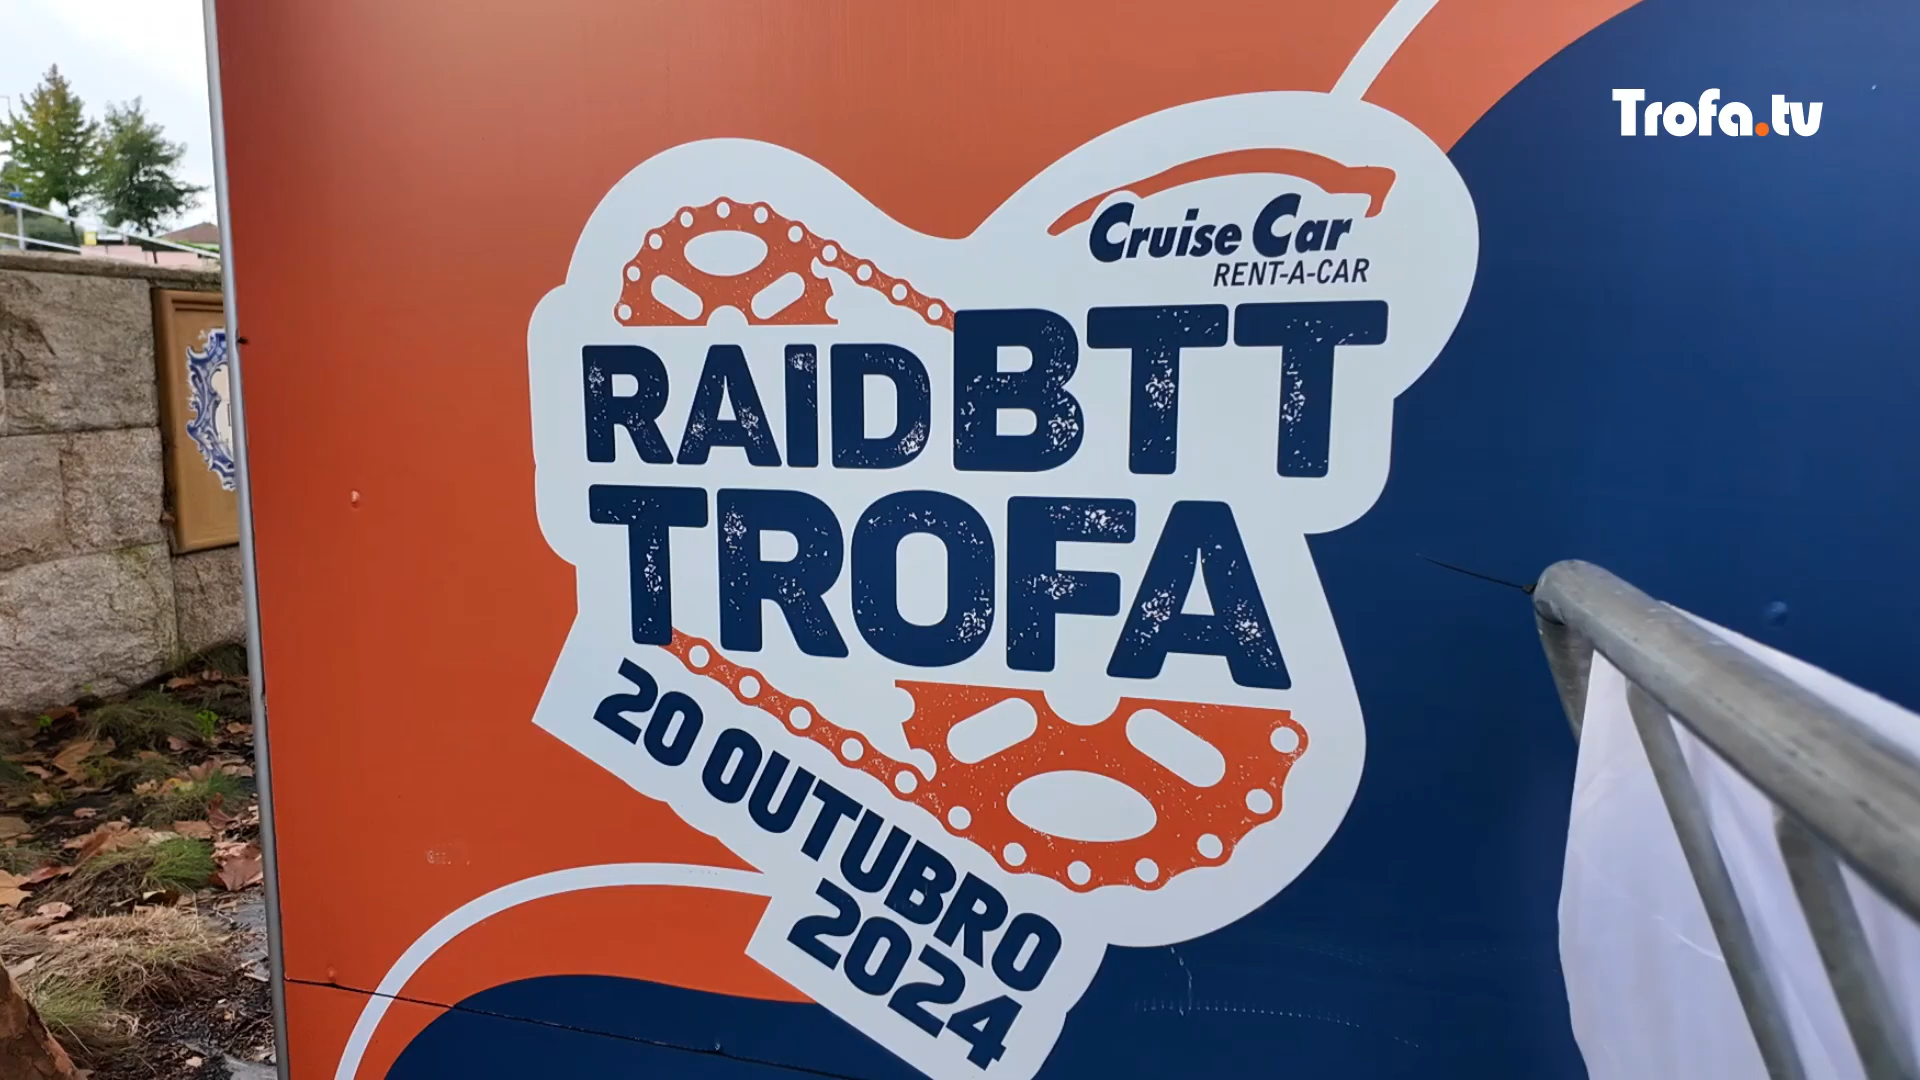 Trofa.tv
Cruise Car
RENT-A-CAR
RAID BTT
TROFA
20 OUTUBRO
2024